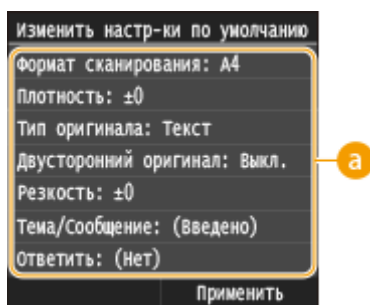 Изменить настр-ки по умолчанию
Формат сканирования: A4
Плотность: ±0
Тип оригинала: Текст
Двусторонний оригинал: Выкл.
Резкость: ±0
Тема/Сообщение: (Введено)
Ответить: (Нет)
Применить
a